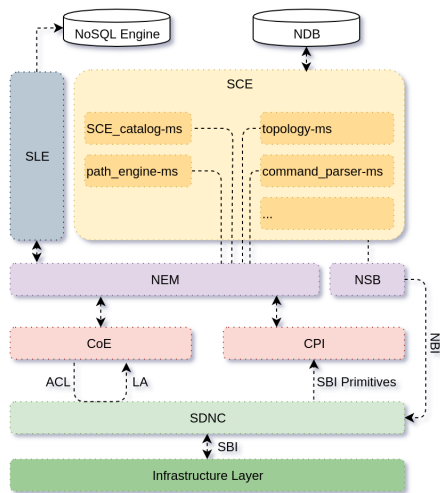 NoSQL Engine
NDB
SCE
SLE
SCE_catalog-ms
topology-ms
path_engine-ms
command_parser-ms
...
NEM
NSB
NBI
CoE
CPI
ACL
LA
SBI Primitives
SDNC
SBI
Infrastructure Layer